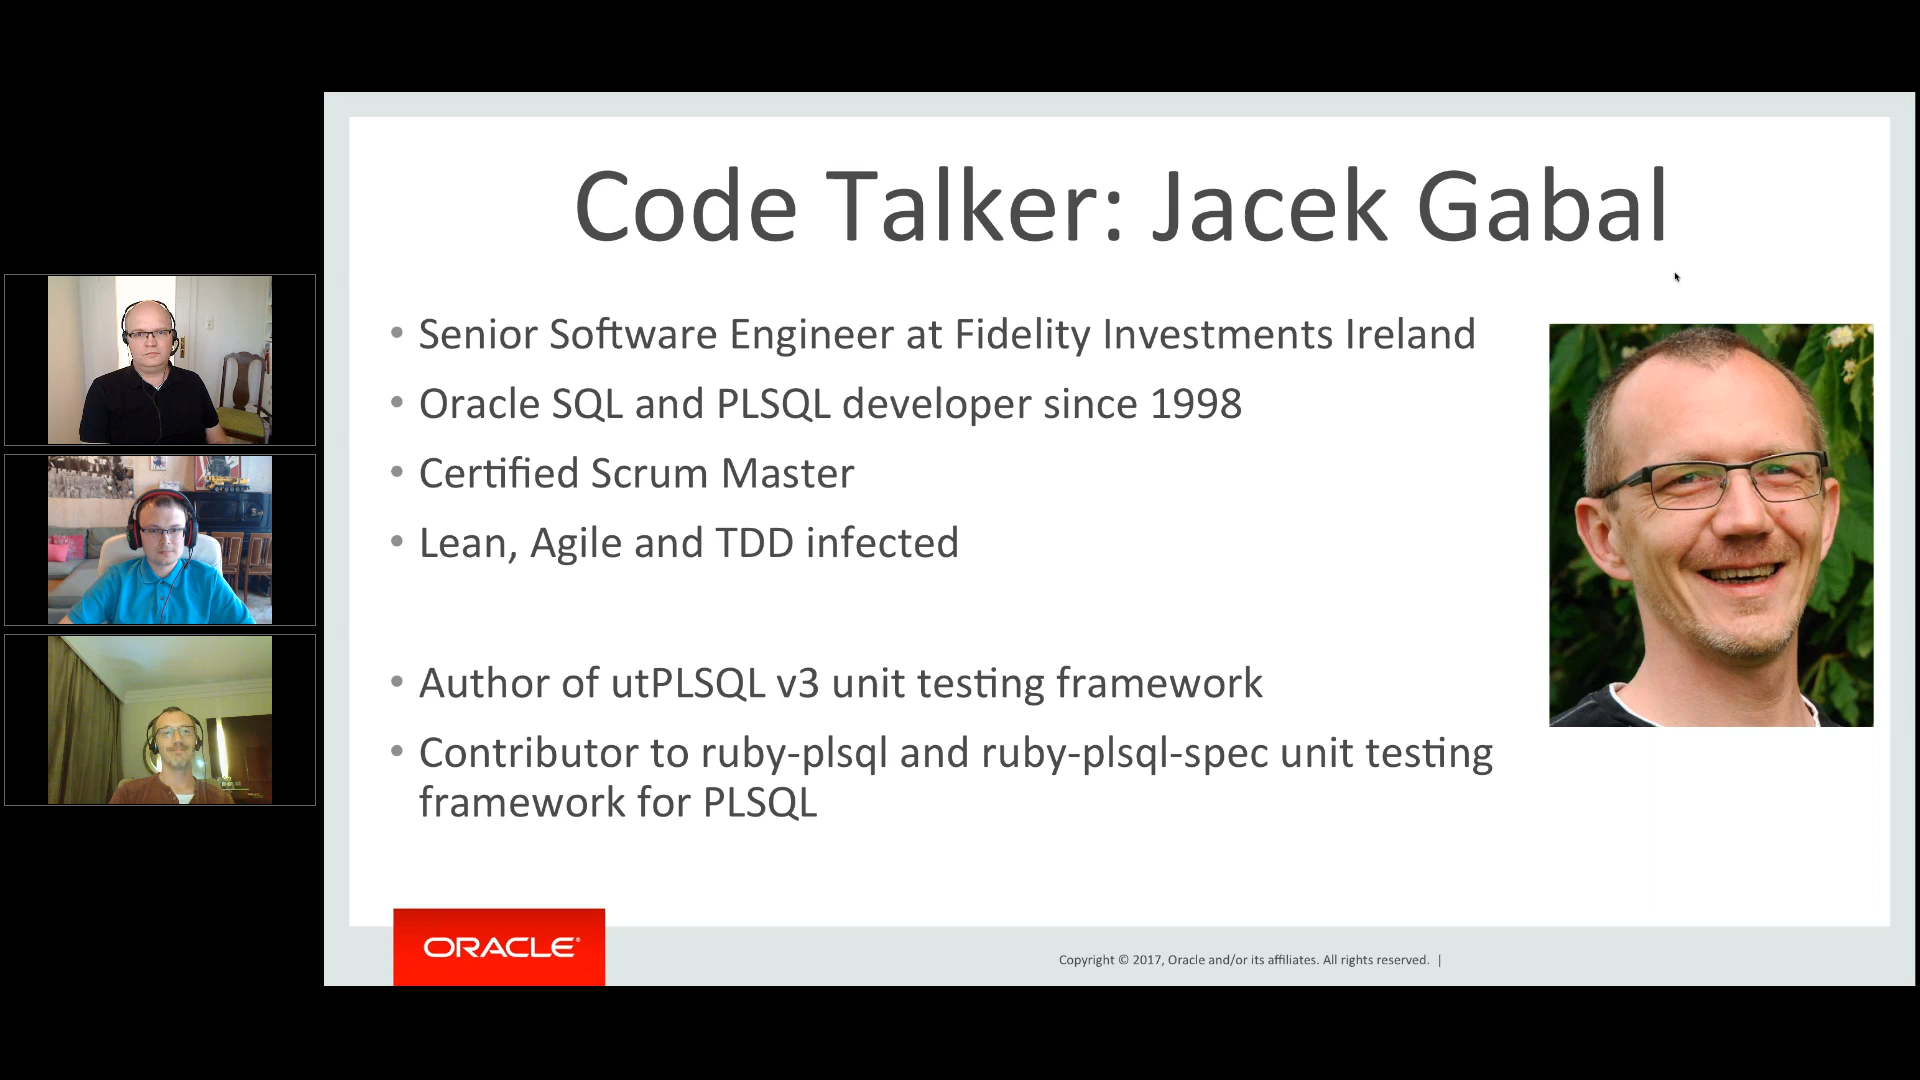 Code Talker: Jacek Gabal
• Senior Software Engineer at Fidelity Investments Ireland
• Oracle SQL and PLSQL developer since 1998
• Certified Scrum Master
• Lean, Agile and TDD infected
• Author of utPLSQL v3 unit testing framework
• Contributor to ruby-plsql and ruby-plsql-spec unit testing
framework for PLSQL
ORACLE®
Copyright © 2017, Oracle and/or its affiliates. All rights reserved. |